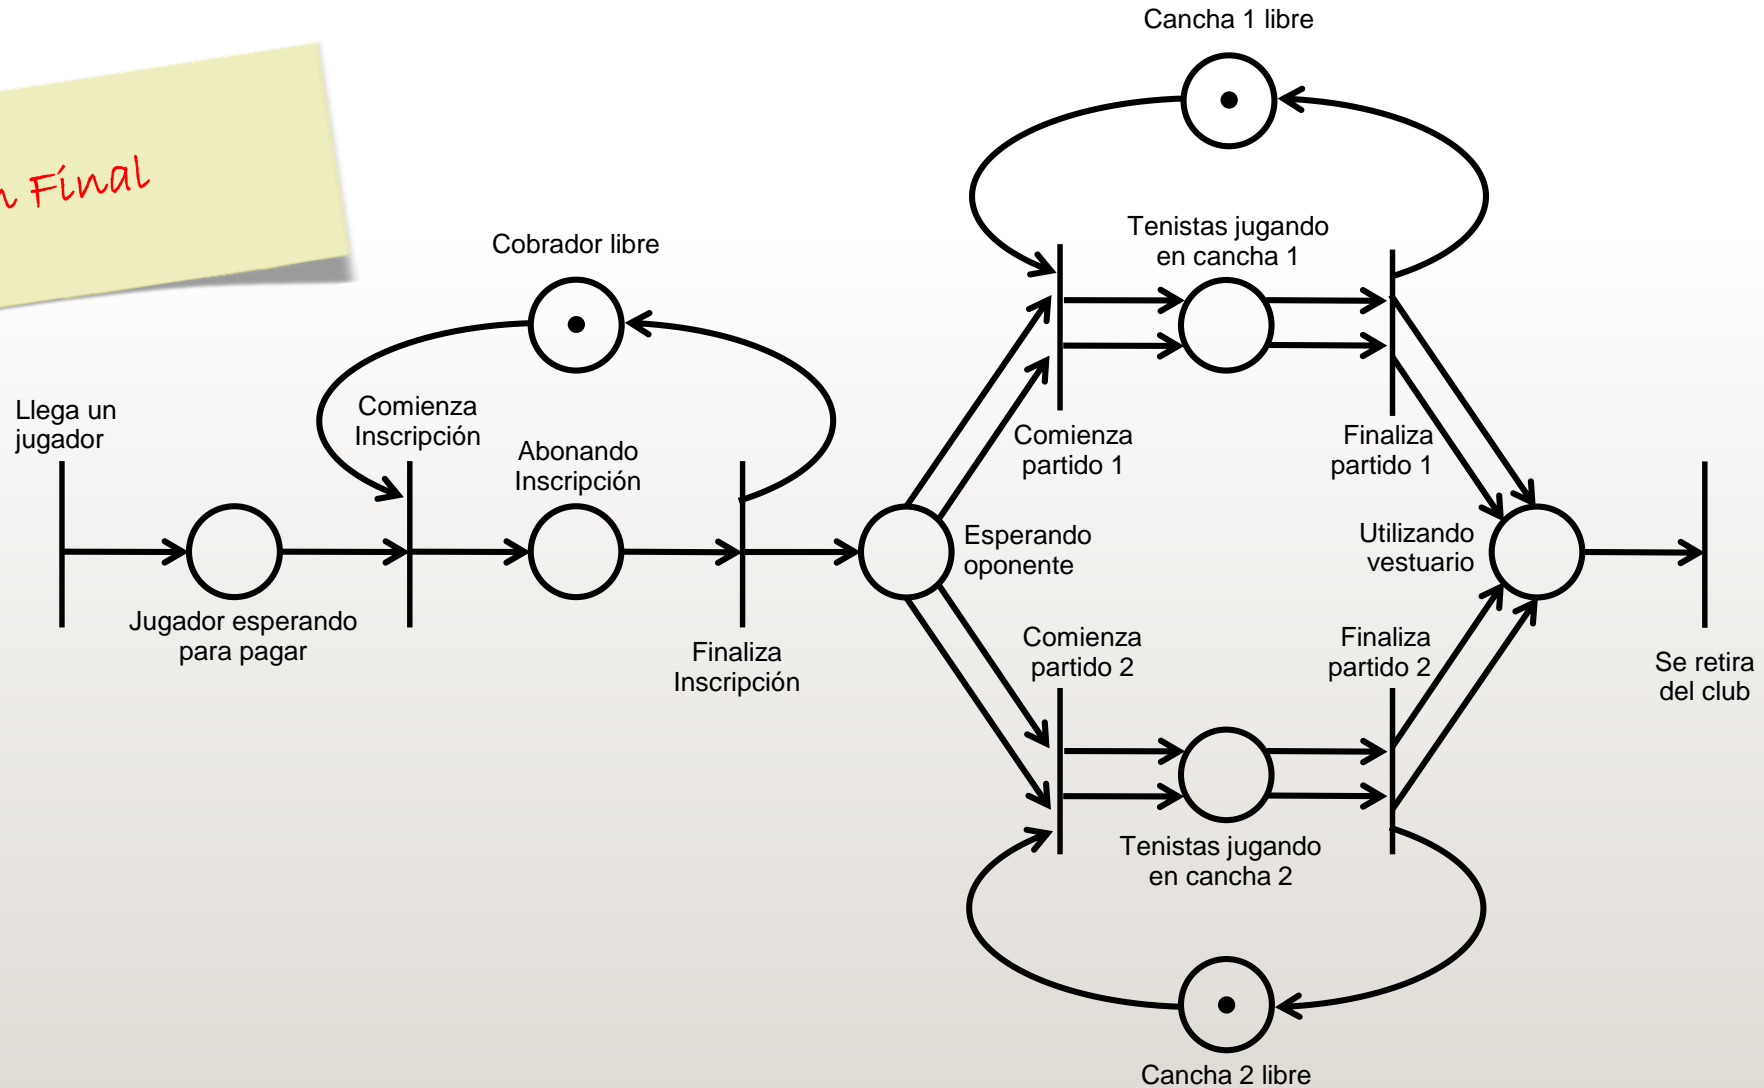 Final
Cancha 1 libre
Tenistas jugando
en cancha 1
Cobrador libre
Llega un
jugador
Comienza
Inscripción
Abonando
Inscripción
Comienza
partido 1
Finaliza
partido 1
Esperando
oponente
Utilizando
vestuario
Jugador esperando
para pagar
Finaliza
Inscripción
Comienza
partido 2
Finaliza
partido 2
Se retira
del club
Tenistas jugando
en cancha 2
Cancha 2 libre